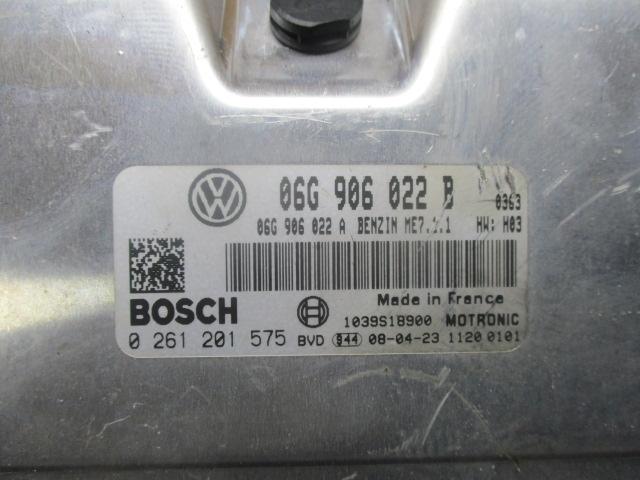 06G 906 022 B 0363
06G 906 022 A BENZIN ME7.1.1 HW: H03
Made in France
BOSCH 1039S18900 MOTRONIC
0 261 201 575 BVD 944 08-04-23 1120 0101